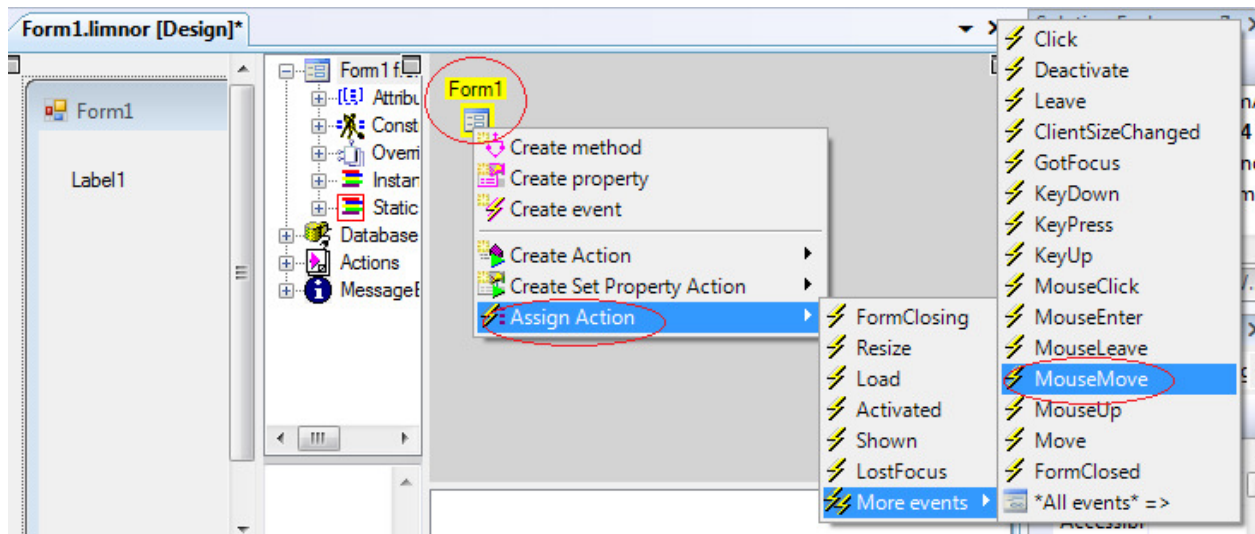 Form1.limnor [Design]*
Form1
Label1
Form1 f
Attribu
Const
Overri
Instan
Static
Database
Actions
MessageB
Form1
Create method
Create property
Create event
Create Action
Create Set Property Action
Assign Action
FormClosing
Resize
Load
Activated
Shown
LostFocus
More events
Click
Deactivate
Leave
ClientSizeChanged
GotFocus
KeyDown
KeyPress
KeyUp
MouseClick
MouseEnter
MouseLeave
MouseMove
MouseUp
Move
FormClosed
*All events* =>